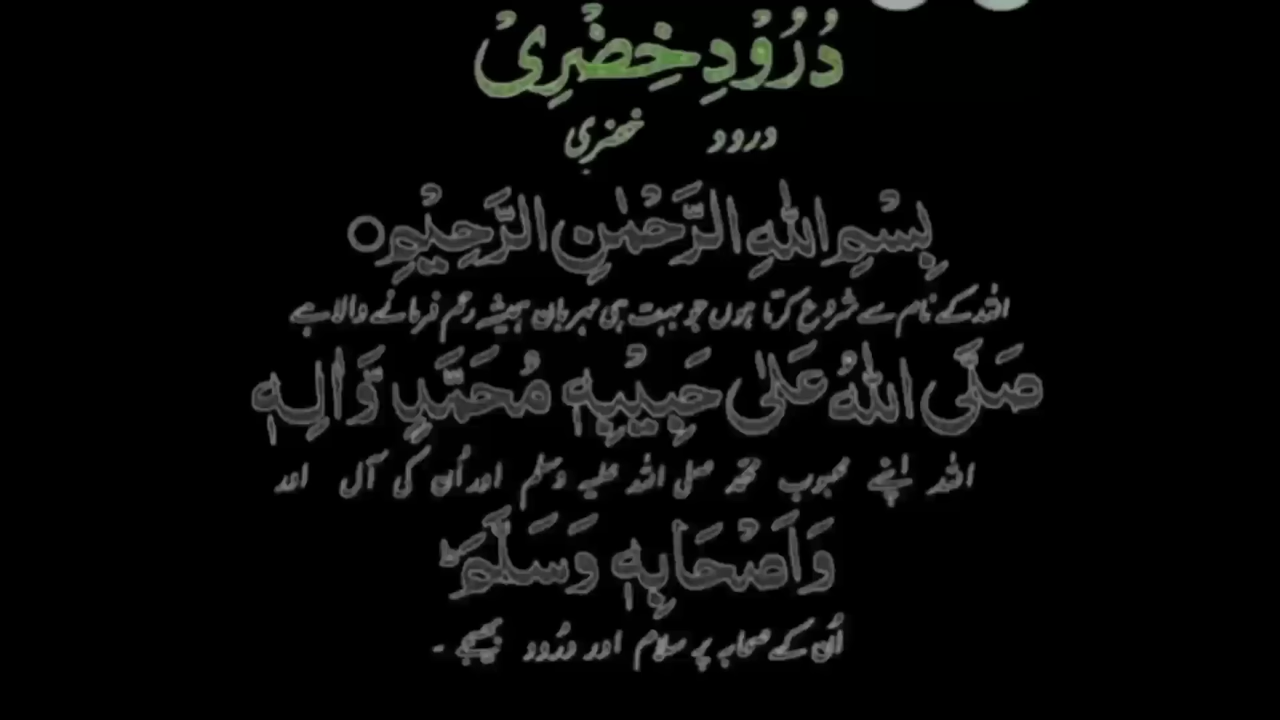 دُرُوْدِ خِضْرِیْ
درود خضری
بِسْمِ اللّٰهِ الرَّحْمٰنِ الرَّحِیْمِ○
اللہ کے نام سے شروع کرتا ہوں جو بہت ہی مہربان ہمیشہ رحم فرمانے والا ہے
صَلَّی اللّٰهُ عَلٰی حَبِیْبِهٖ مُحَمَّدٍ وَّاٰلِهٖ
اللہ اپنے محبوب محمد صلی اللہ علیہ وسلم اور اُن کی آل اور
وَاَصْحَابِهٖ وَسَلَّمَ ؕ
اُن کے صحابہ پر سلام اور درُود بھیجے ۔